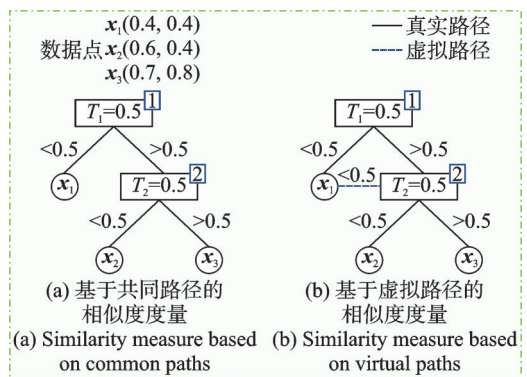 x₁(0.4, 0.4)
数据点x₂(0.6, 0.4)
x₃(0.7, 0.8)
真实路径
虚拟路径
1
T₁=0.5
<0.5
>0.5
x₁
2
T₂=0.5
<0.5
>0.5
x₂
x₃
(a) 基于共同路径的
相似度度量
(a) Similarity measure based
on common paths
1
T₁=0.5
<0.5
>0.5
x₁
<0.5
2
T₂=0.5
<0.5
>0.5
x₂
x₃
(b) 基于虚拟路径的
相似度度量
(b) Similarity measure based
on virtual paths